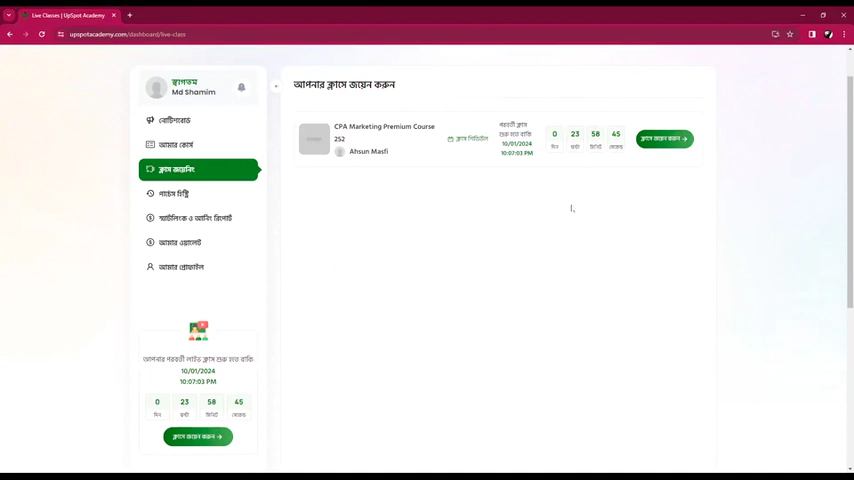 Live Classes | UpSpot Academy
upspotacademy.com/dashboard/live-class
স্বাগতম
Md Shamim
নোটিশবোর্ড
আমার কোর্স
ক্লাস জয়েনিং
পার্চেস হিস্ট্রি
স্মার্টলিংক ও আর্নিং রিপোর্ট
আমার ওয়ালেট
আমার প্রোফাইল
আপনার পরবর্তী লাইভ ক্লাস শুরু হতে বাকি
10/01/2024
10:07:03 PM
0 23 58 45
দিন ঘন্টা মিনিট সেকেন্ড
ক্লাসে জয়েন করুন
আপনার ক্লাসে জয়েন করুন
CPA Marketing Premium Course
252
Ahsun Masfi
ক্লাস শিডিউল
পরবর্তী ক্লাস
শুরু হতে বাকি
10/01/2024
10:07:03 PM
0 23 58 45
দিন ঘন্টা মিনিট সেকেন্ড
ক্লাসে জয়েন করুন